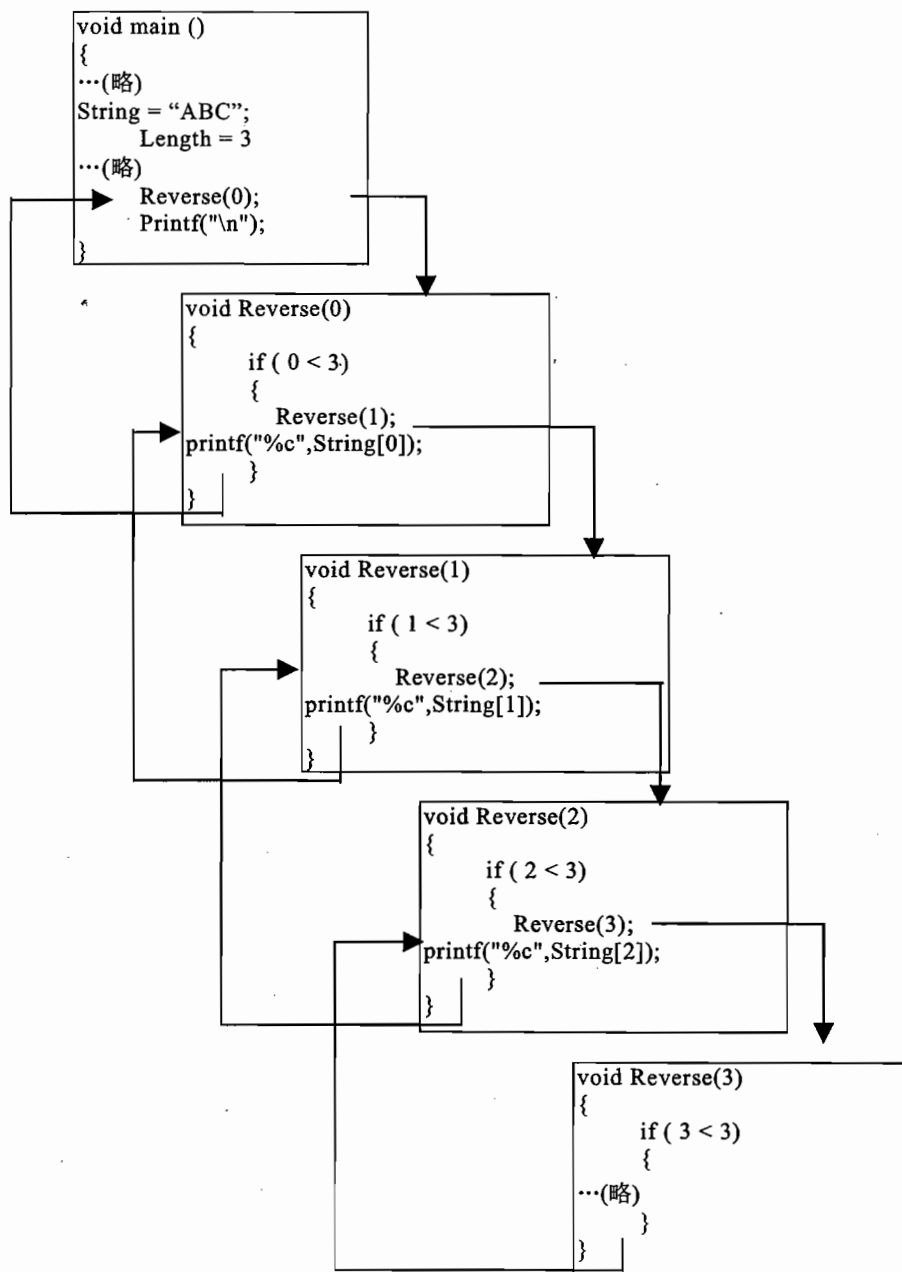 void main ()
{
…(略)
String = “ABC”;
Length = 3
…(略)
Reverse(0);
Printf("\n");
}
void Reverse(0)
{
if ( 0 < 3)
{
Reverse(1);
printf("%c",String[0]);
}
}
void Reverse(1)
{
if ( 1 < 3)
{
Reverse(2);
printf("%c",String[1]);
}
}
void Reverse(2)
{
if ( 2 < 3)
{
Reverse(3);
printf("%c",String[2]);
}
}
void Reverse(3)
{
if ( 3 < 3)
{
…(略)
}
}